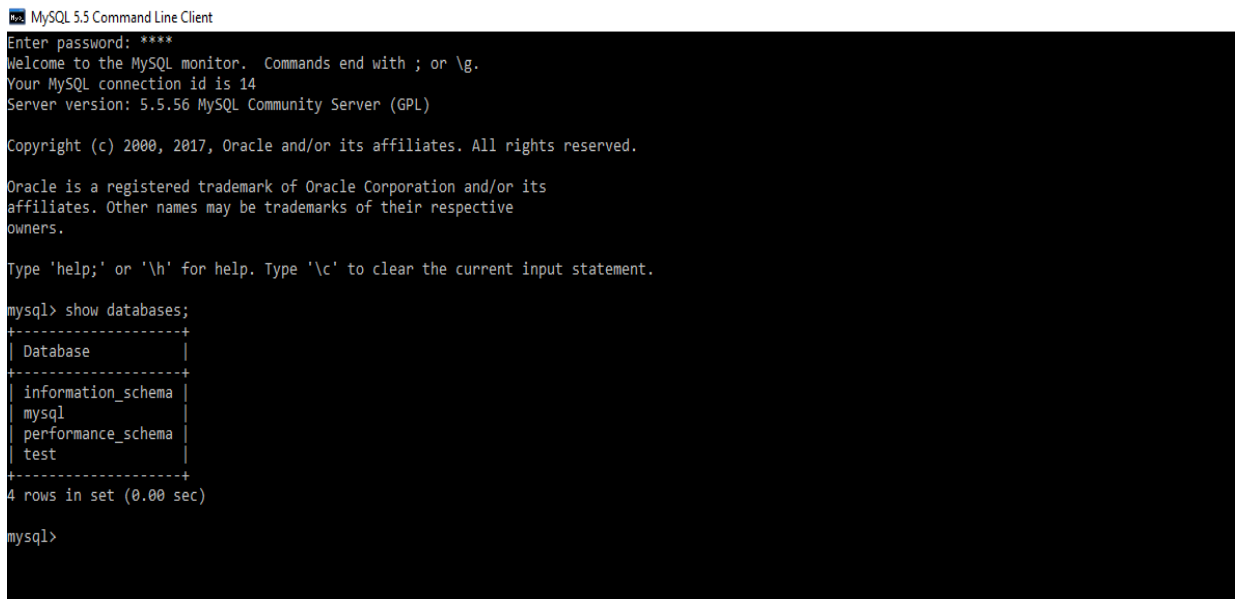 MySQL 5.5 Command Line Client
Enter password: ****
Welcome to the MySQL monitor.  Commands end with ; or \g.
Your MySQL connection id is 14
Server version: 5.5.56 MySQL Community Server (GPL)

Copyright (c) 2000, 2017, Oracle and/or its affiliates. All rights reserved.

Oracle is a registered trademark of Oracle Corporation and/or its
affiliates. Other names may be trademarks of their respective
owners.

Type 'help;' or '\h' for help. Type '\c' to clear the current input statement.

mysql> show databases;
+--------------------+
| Database           |
+--------------------+
| information_schema |
| mysql              |
| performance_schema |
| test               |
+--------------------+
4 rows in set (0.00 sec)

mysql>